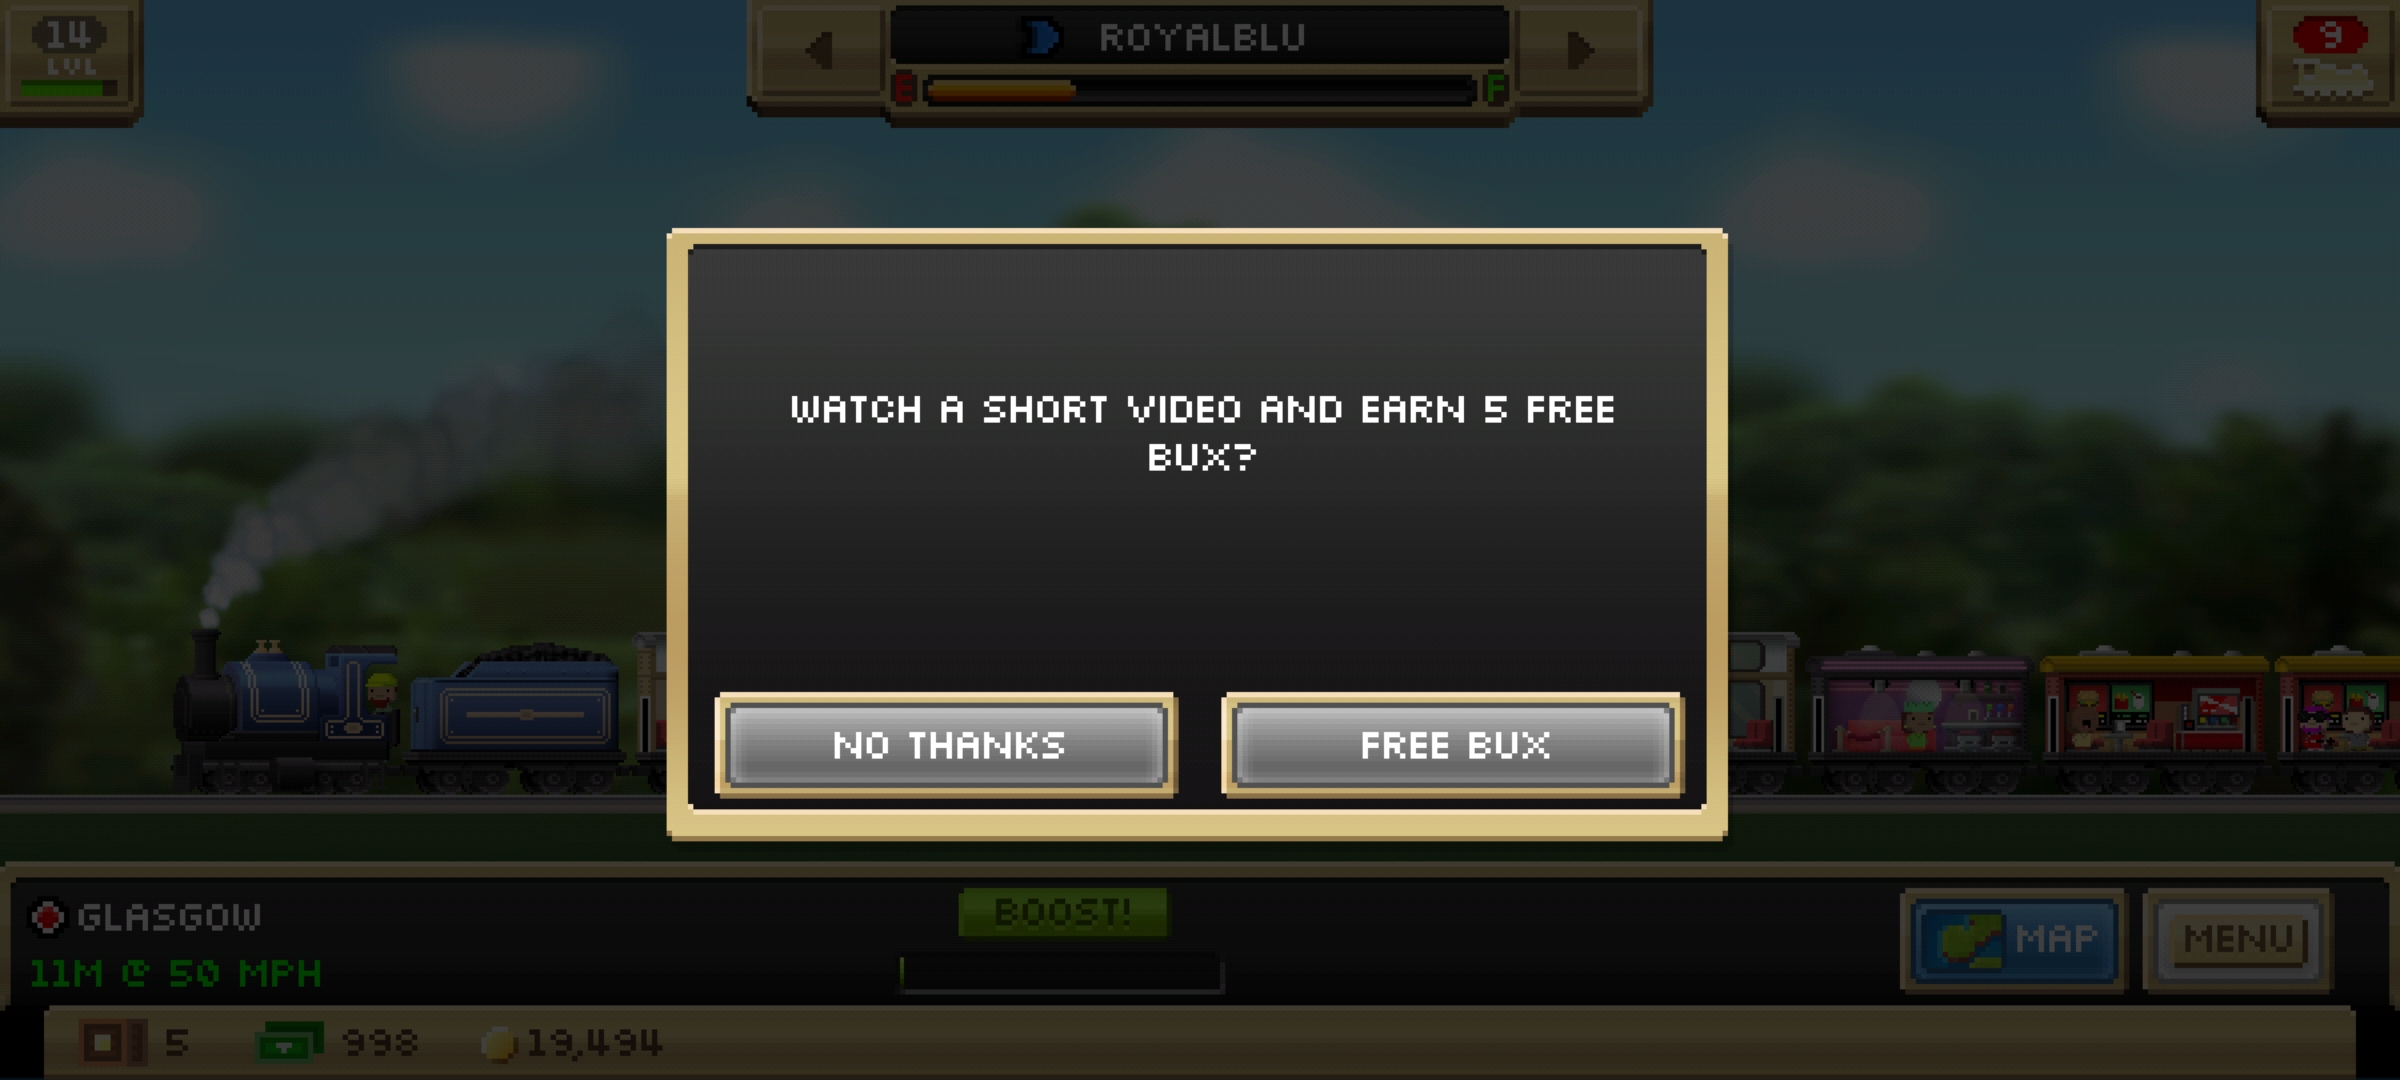 14
LVL
ROYALBLU
E
F
9
WATCH A SHORT VIDEO AND EARN 5 FREE
BUX?
NO THANKS
FREE BUX
GLASGOW
11M @ 50 MPH
BOOST!
MAP
MENU
5
998
19,494